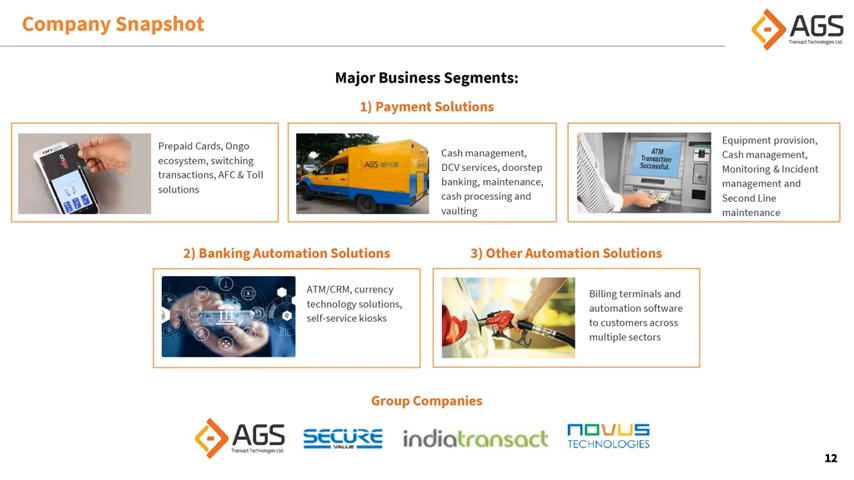 Company Snapshot
AGS
Transact Technologies Ltd.
Major Business Segments:
1) Payment Solutions
Prepaid Cards, Ongo
ecosystem, switching
transactions, AFC & Toll
solutions
AGS
Cash management,
DCV services, doorstep
banking, maintenance,
cash processing and
vaulting
ATM
Transaction
Successful.
Equipment provision,
Cash management,
Monitoring & Incident
management and
Second Line
maintenance
2) Banking Automation Solutions
3) Other Automation Solutions
ATM/CRM, currency
technology solutions,
self-service kiosks
Billing terminals and
automation software
to customers across
multiple sectors
Group Companies
AGS
Transact Technologies Ltd.
SECURE
VALUE
indiatransact
NOVUS
TECHNOLOGIES
12